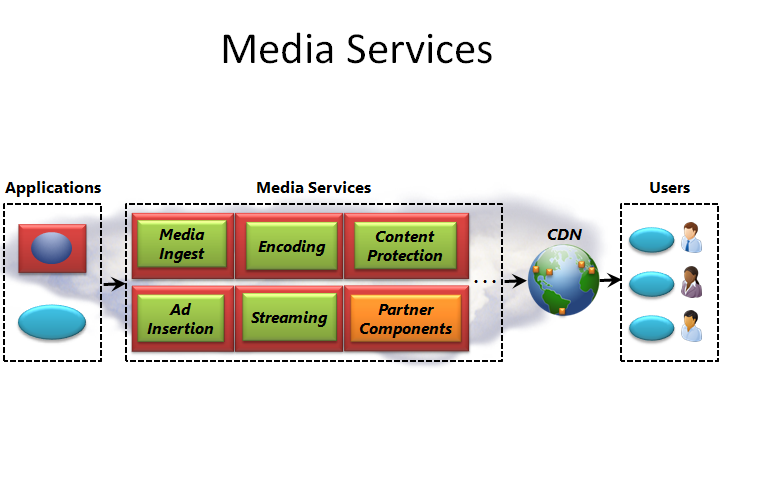 Media Services
Applications
Media Services
Users
Media
Ingest
Encoding
Content
Protection
Ad
Insertion
Streaming
Partner
Components
...
CDN